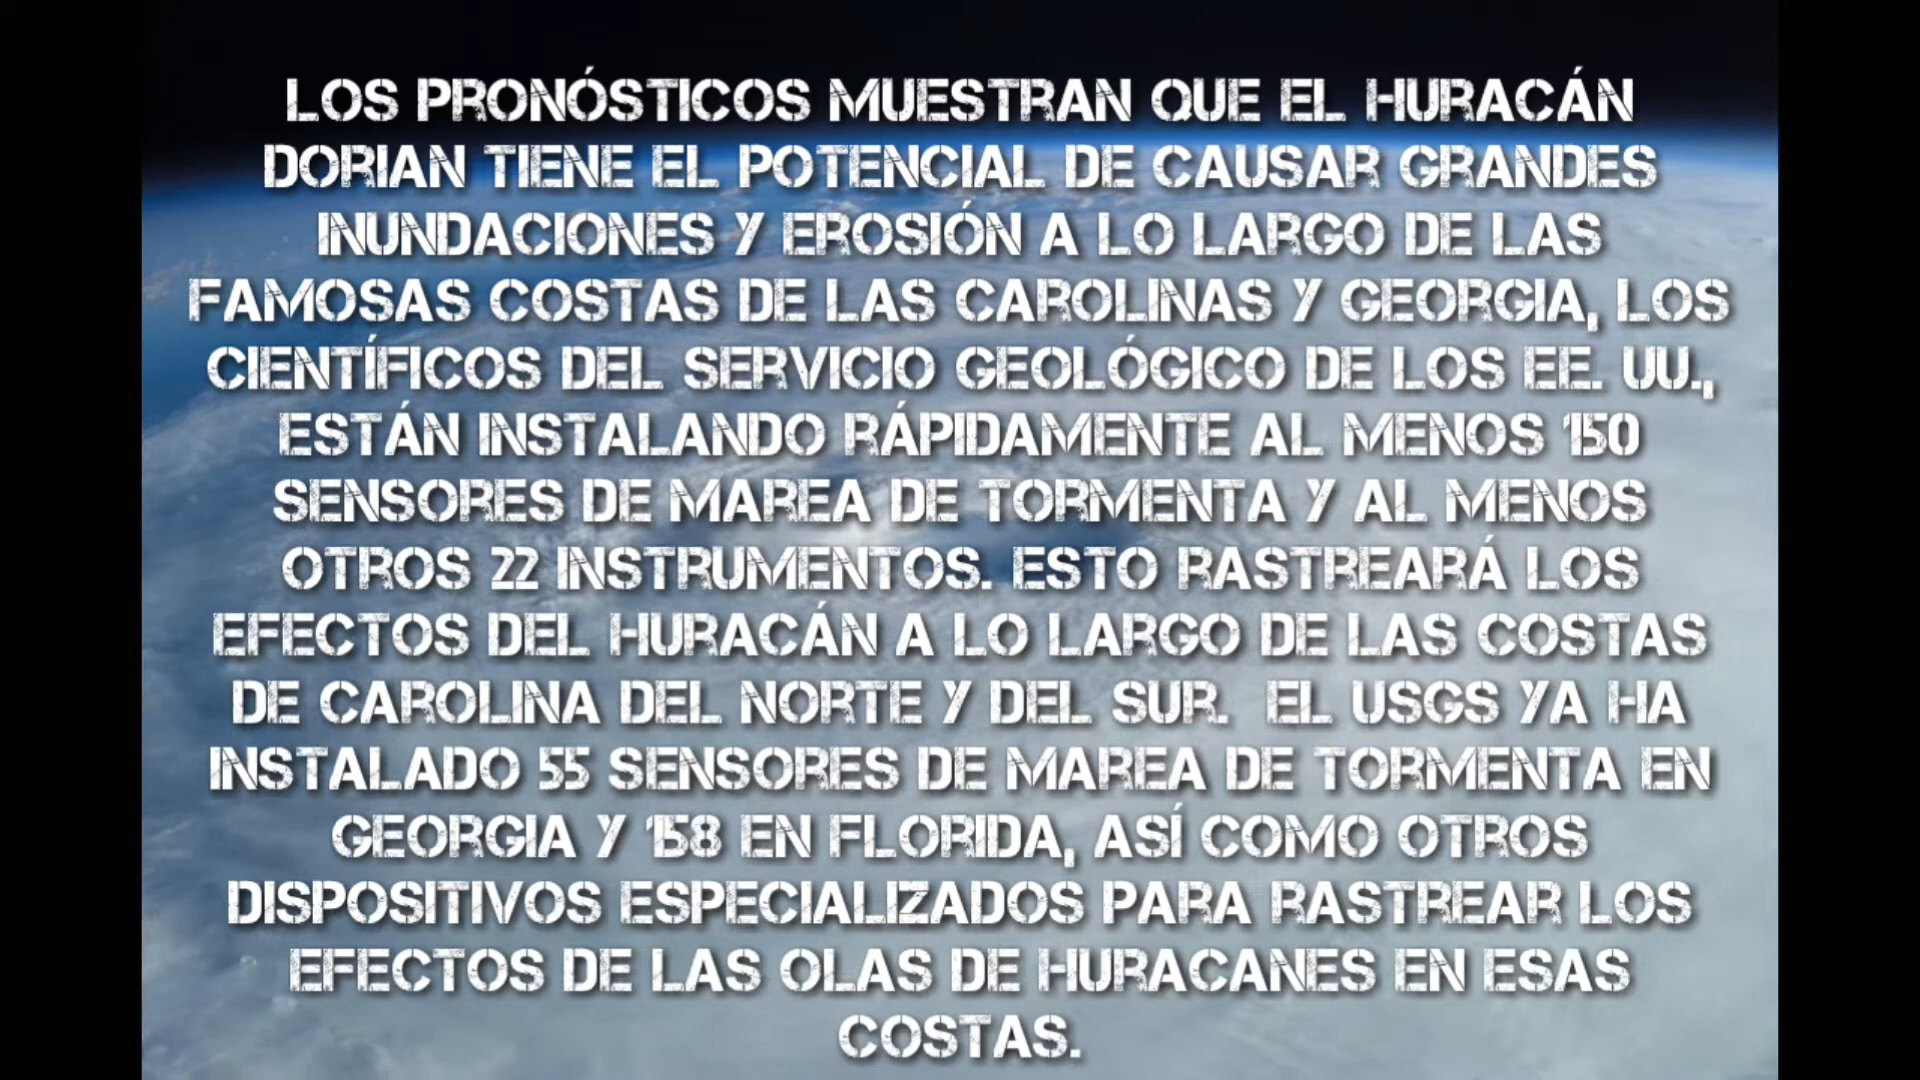 LOS PRONÓSTICOS MUESTRAN QUE EL HURACÁN
DORIAN TIENE EL POTENCIAL DE CAUSAR GRANDES
INUNDACIONES Y EROSIÓN A LO LARGO DE LAS
FAMOSAS COSTAS DE LAS CAROLINAS Y GEORGIA, LOS
CIENTÍFICOS DEL SERVICIO GEOLÓGICO DE LOS EE. UU.,
ESTÁN INSTALANDO RÁPIDAMENTE AL MENOS 150
SENSORES DE MAREA DE TORMENTA Y AL MENOS
OTROS 22 INSTRUMENTOS. ESTO RASTREARÁ LOS
EFECTOS DEL HURACÁN A LO LARGO DE LAS COSTAS
DE CAROLINA DEL NORTE Y DEL SUR. EL USGS YA HA
INSTALADO 55 SENSORES DE MAREA DE TORMENTA EN
GEORGIA Y 158 EN FLORIDA, ASÍ COMO OTROS
DISPOSITIVOS ESPECIALIZADOS PARA RASTREAR LOS
EFECTOS DE LAS OLAS DE HURACANES EN ESAS
COSTAS.